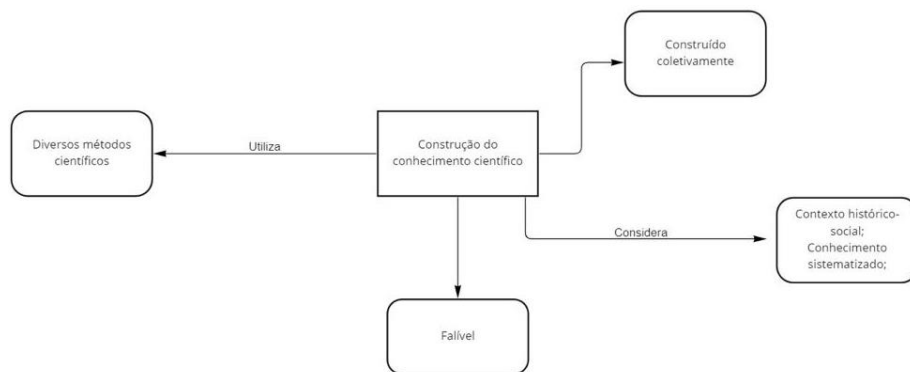 Construído
coletivamente
Diversos métodos
científicos
Utiliza
Construção do
conhecimento científico
Considera
Contexto histórico-
social;
Conhecimento
sistematizado;
Falível